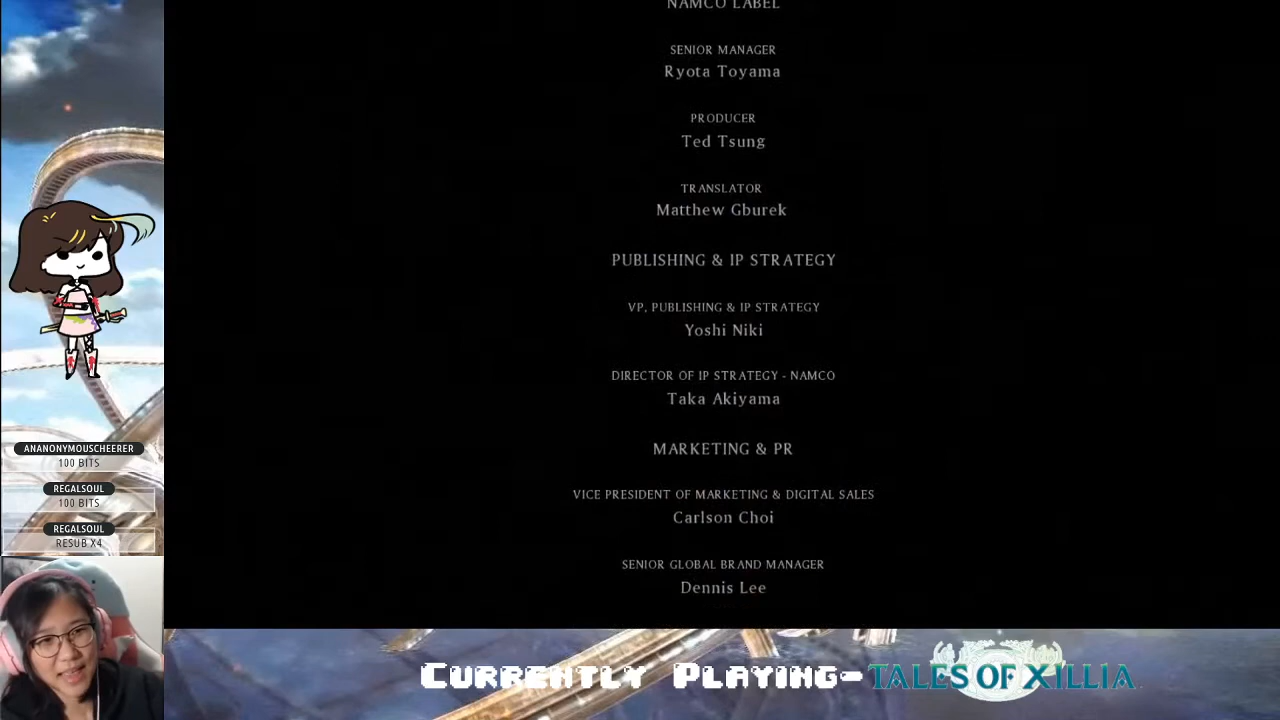 NAMCO LABEL
SENIOR MANAGER
Ryota Toyama
PRODUCER
Ted Tsung
TRANSLATOR
Matthew Gburek
PUBLISHING & IP STRATEGY
VP, PUBLISHING & IP STRATEGY
Yoshi Niki
DIRECTOR OF IP STRATEGY - NAMCO
Taka Akiyama
MARKETING & PR
VICE PRESIDENT OF MARKETING & DIGITAL SALES
Carlson Choi
SENIOR GLOBAL BRAND MANAGER
Dennis Lee
ANANONYMOUSCHEERER
100 BITS
REGALSOUL
100 BITS
REGALSOUL
RESUB X4
CURRENTLY PLAYING- TALES OF XILLIA